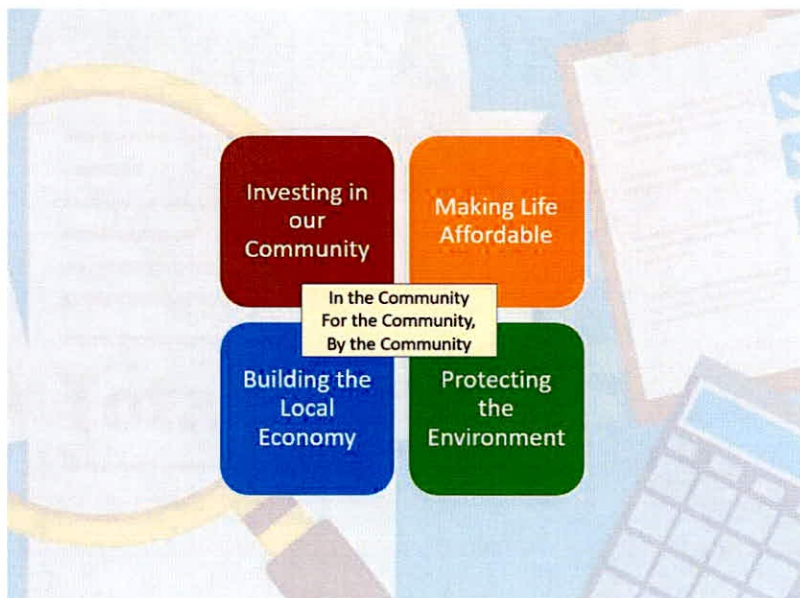 Investing in
our
Community
Making Life
Affordable
In the Community
For the Community,
By the Community
Building the
Local
Economy
Protecting
the
Environment